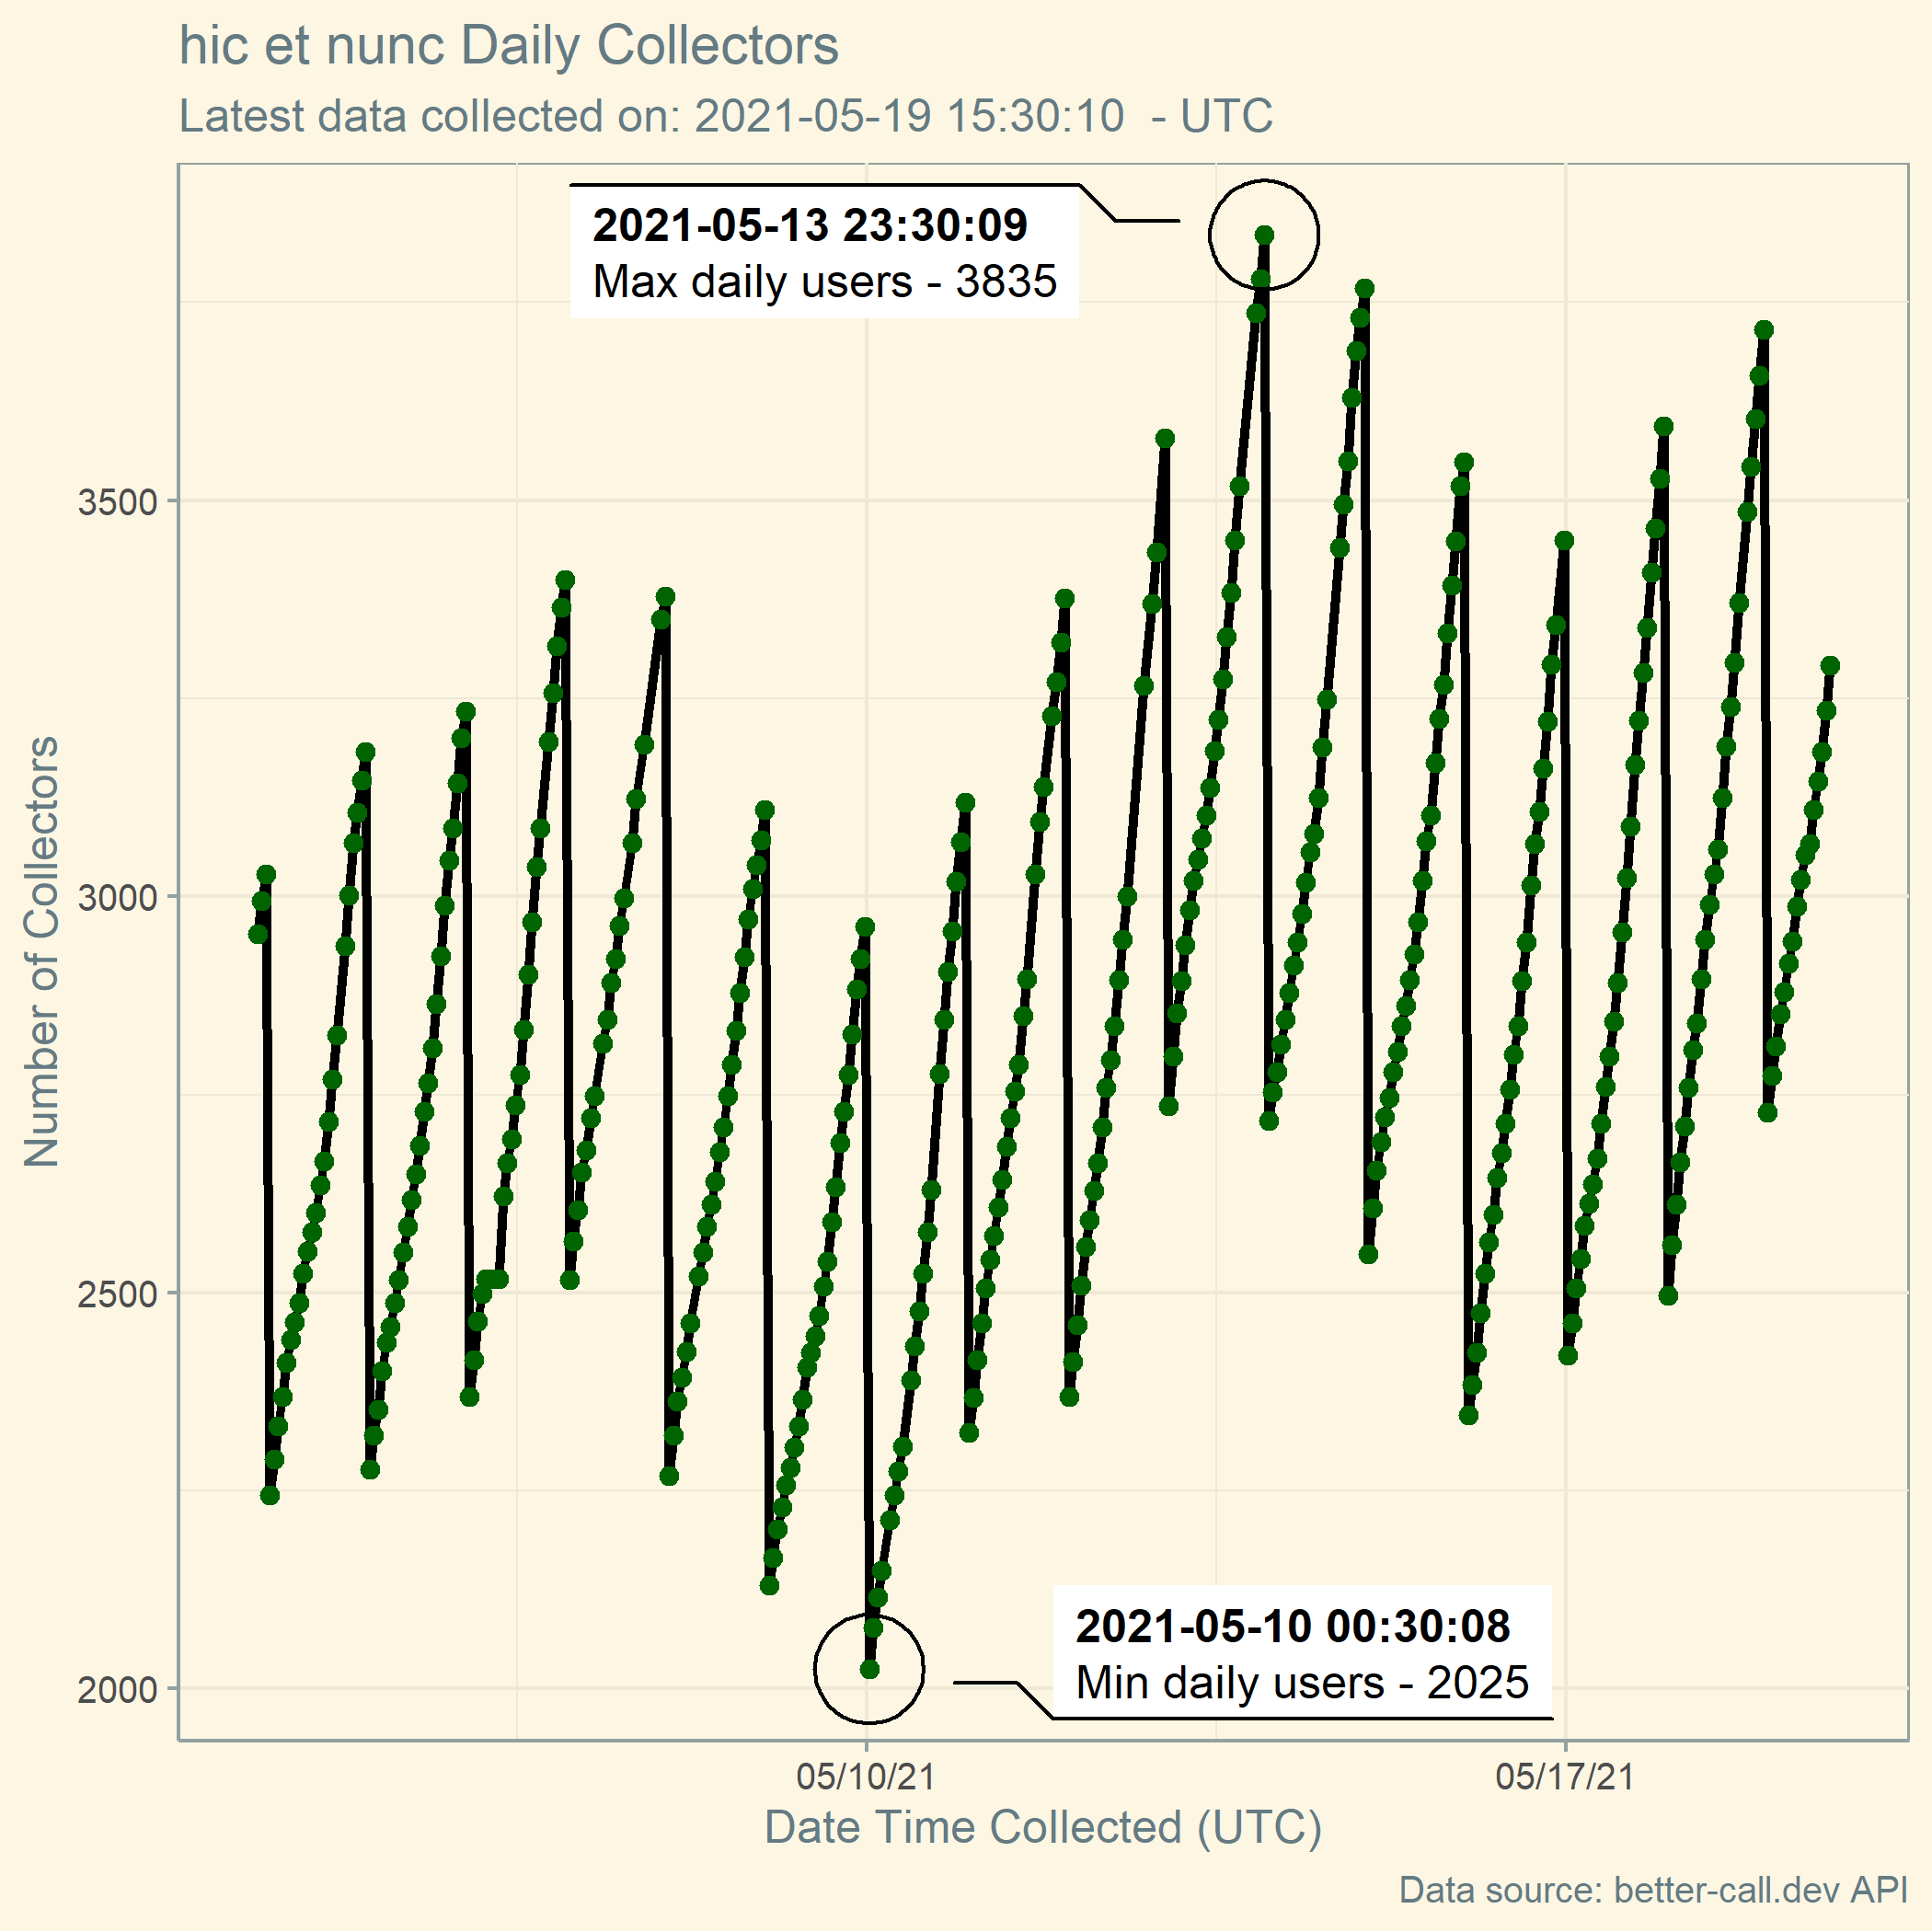 hic et nunc Daily Collectors
Latest data collected on: 2021-05-19 15:30:10  - UTC
2021-05-13 23:30:09
Max daily users - 3835
3500
3000
2500
2000
Number of Collectors
2021-05-10 00:30:08
Min daily users - 2025
05/10/21
05/17/21
Date Time Collected (UTC)
Data source: better-call.dev API